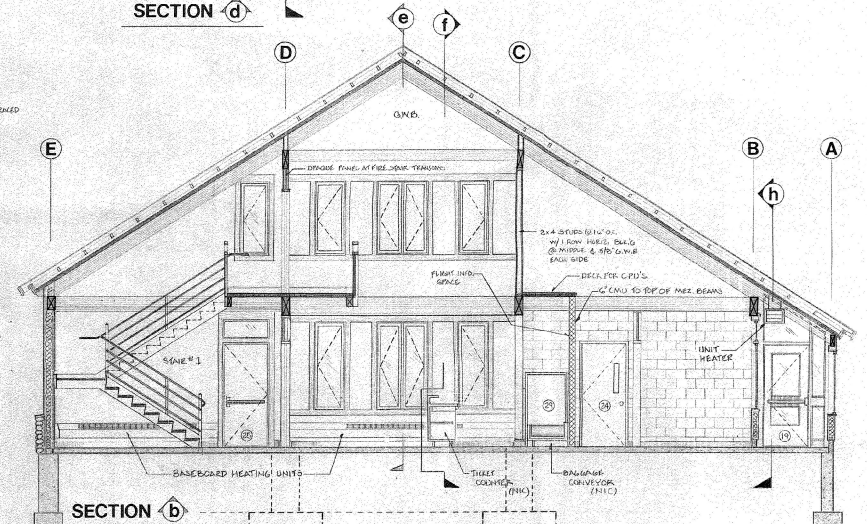 SECTION d
e
f
D
C
G.W.B.
E
B
A
OPAQUE PANEL AT FIRE STAIR TRANSOM
h
2x4 STUDS @ 16" O.C.
W/ 1 ROW HORIZ. BLK'G
@ MIDDLE & 5/8" G.W.B
EACH SIDE
FLIGHT INFO.
SPACE
DECK FOR CPU'S
6" CMU TO TOP OF MEZ. BEAMS
UNIT
HEATER
STAIR #1
29
24
25
19
BASEBOARD HEATING UNITS
TICKET
COUNTER
(NIC)
BAGGAGE
CONVEYOR
(NIC)
SECTION b